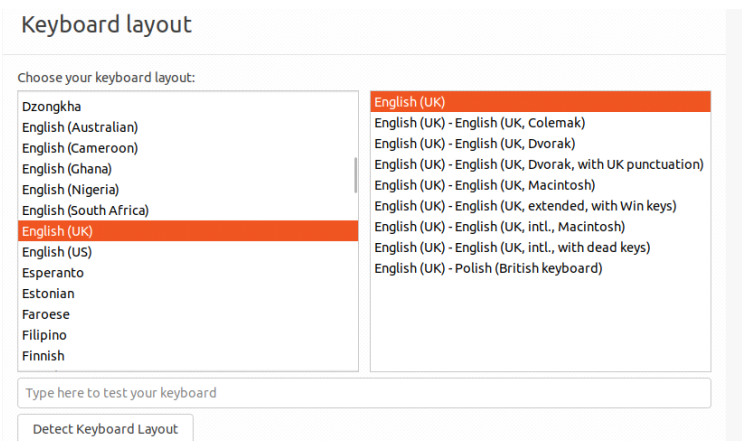 Keyboard layout
Choose your keyboard layout:
Dzongkha
English (Australian)
English (Cameroon)
English (Ghana)
English (Nigeria)
English (South Africa)
English (UK)
English (US)
Esperanto
Estonian
Faroese
Filipino
Finnish
English (UK)
English (UK) - English (UK, Colemak)
English (UK) - English (UK, Dvorak)
English (UK) - English (UK, Dvorak, with UK punctuation)
English (UK) - English (UK, Macintosh)
English (UK) - English (UK, extended, with Win keys)
English (UK) - English (UK, intl., Macintosh)
English (UK) - English (UK, intl., with dead keys)
English (UK) - Polish (British keyboard)
Type here to test your keyboard
Detect Keyboard Layout